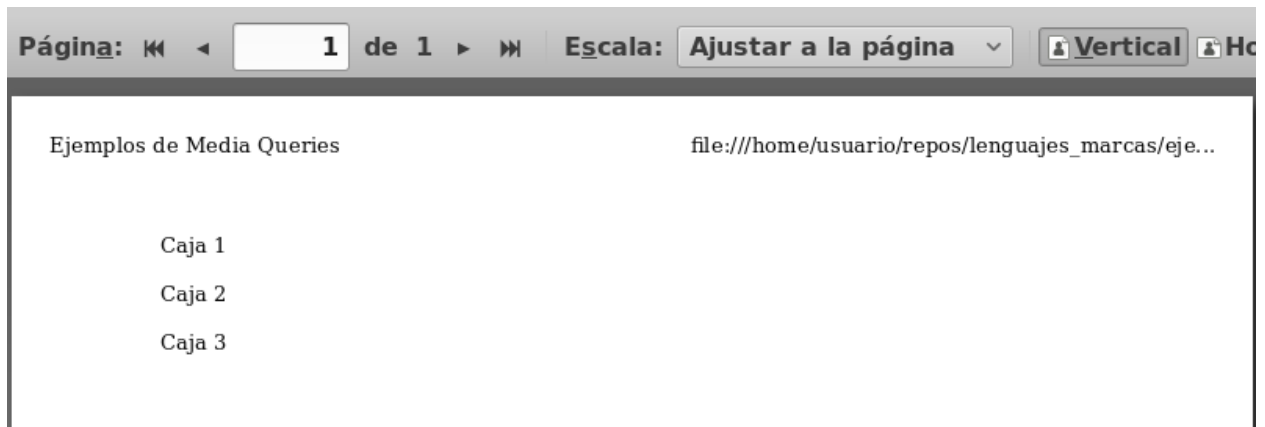 Página: 1 de 1 Escala: Ajustar a la página Vertical Ho
Ejemplos de Media Queries file:///home/usuario/repos/lenguajes_marcas/eje...
Caja 1
Caja 2
Caja 3